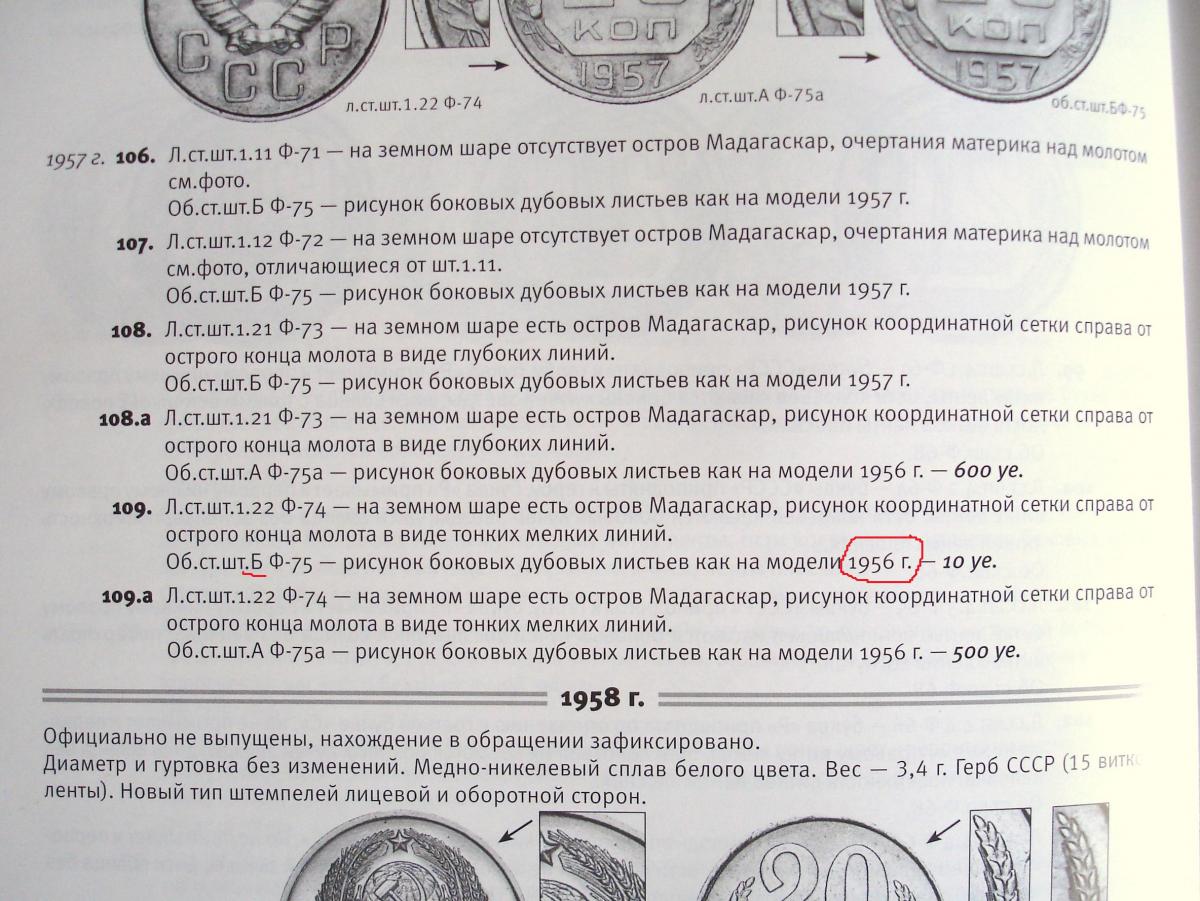 С Р
СС
КОП
1957
КОП
1957
л.ст.шт.1.22 Ф-74
л.ст.шт.А Ф-75а
об.ст.шт.БФ-75
1957 г. 106. Л.ст.шт.1.11 Ф-71 — на земном шаре отсутствует остров Мадагаскар, очертания материка над молотом
см.фото.
Об.ст.шт.Б Ф-75 — рисунок боковых дубовых листьев как на модели 1957 г.
107. Л.ст.шт.1.12 Ф-72 — на земном шаре отсутствует остров Мадагаскар, очертания материка над молотом
см.фото, отличающиеся от шт.1.11.
Об.ст.шт.Б Ф-75 — рисунок боковых дубовых листьев как на модели 1957 г.
108. Л.ст.шт.1.21 Ф-73 — на земном шаре есть остров Мадагаскар, рисунок координатной сетки справа от
острого конца молота в виде глубоких линий.
Об.ст.шт.Б Ф-75 — рисунок боковых дубовых листьев как на модели 1957 г.
108.а Л.ст.шт.1.21 Ф-73 — на земном шаре есть остров Мадагаскар, рисунок координатной сетки справа от
острого конца молота в виде глубоких линий.
Об.ст.шт.А Ф-75а — рисунок боковых дубовых листьев как на модели 1956 г. — 600 уе.
109. Л.ст.шт.1.22 Ф-74 — на земном шаре есть остров Мадагаскар, рисунок координатной сетки справа от
острого конца молота в виде тонких мелких линий.
Об.ст.шт.Б Ф-75 — рисунок боковых дубовых листьев как на модели 1956 г. — 10 уе.
109.а Л.ст.шт.1.22 Ф-74 — на земном шаре есть остров Мадагаскар, рисунок координатной сетки справа от
острого конца молота в виде тонких мелких линий.
Об.ст.шт.А Ф-75а — рисунок боковых дубовых листьев как на модели 1956 г. — 500 уе.
1958 г.
Официально не выпущены, нахождение в обращении зафиксировано.
Диаметр и гуртовка без изменений. Медно-никелевый сплав белого цвета. Вес — 3,4 г. Герб СССР (15 витко
ленты). Новый тип штемпелей лицевой и оборотной сторон.
20